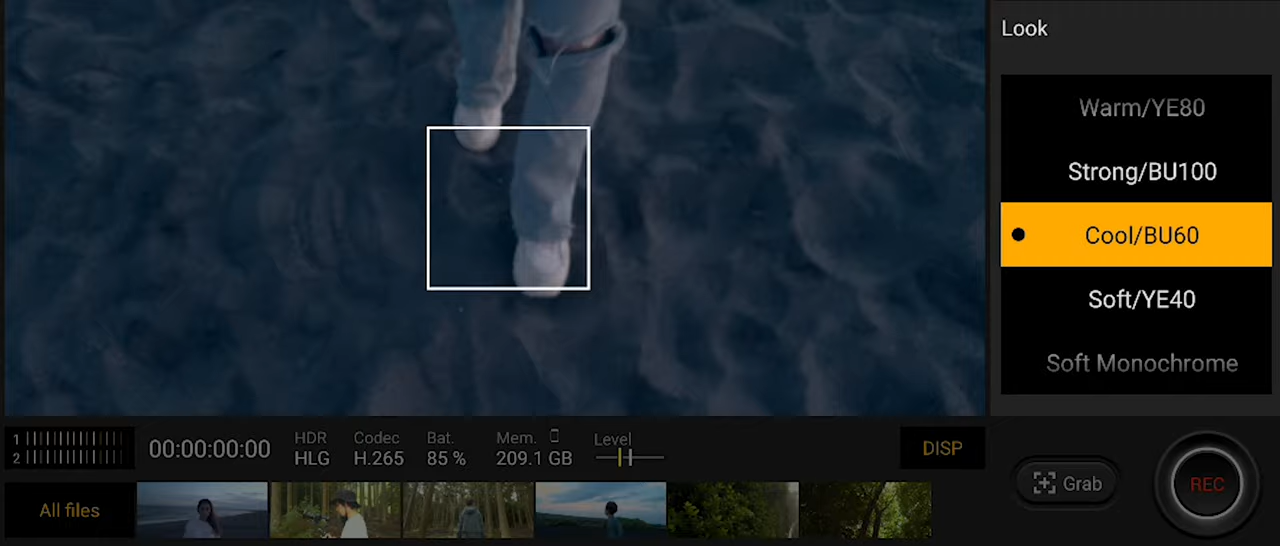 Look
Warm/YE80
Strong/BU100
Cool/BU60
Soft/YE40
Soft Monochrome
1
2
00:00:00:00
HDR
HLG
Codec
H.265
Bat.
85 %
Mem.
209.1 GB
Level
DISP
All files
Grab
REC